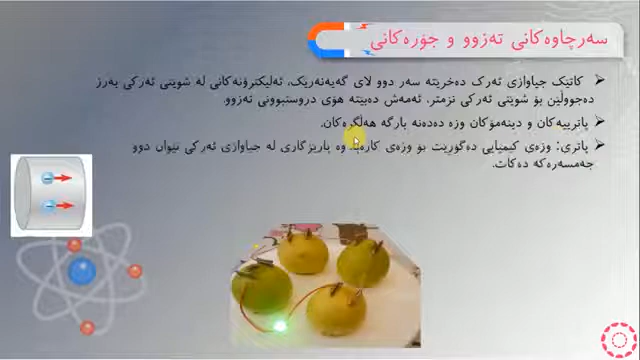 سەرچاوەکانی تەزوو و جۆرەکانی
کاتێک جیاوازی ئەرک دەخرێتە سەر دوو لای گەیەنەرێک، ئەلیکترۆنەکانی لە شوێنی ئەرکی بەرز
دەجووڵێن بۆ شوێنی ئەرکی نزمتر. ئەمەش دەبێتە هۆی دروستبوونی تەزوو.
پاترییەکان و دینەمۆکان وزە دەدەنە بارگە هەڵگرەکان.
پاتری: وزەی کیمیایی دەگۆڕێت بۆ وزەی کارەبا. وە پارێزگاری لە جیاوازی ئەرکی نێوان دوو
جەمسەرەکە دەکات.